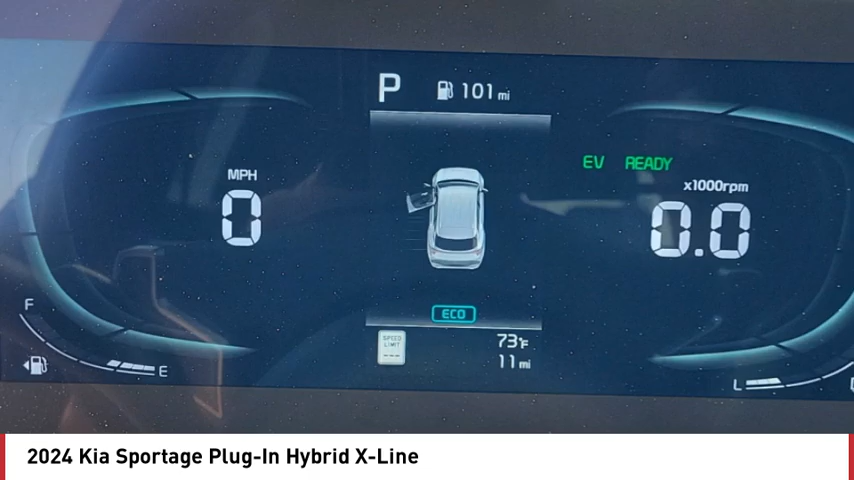 P 101 mi
EV READY
MPH
x1000rpm
0
0.0
ECO
SPEED
LIMIT
---
73°F
11 mi
F
E
L
2024 Kia Sportage Plug-In Hybrid X-Line